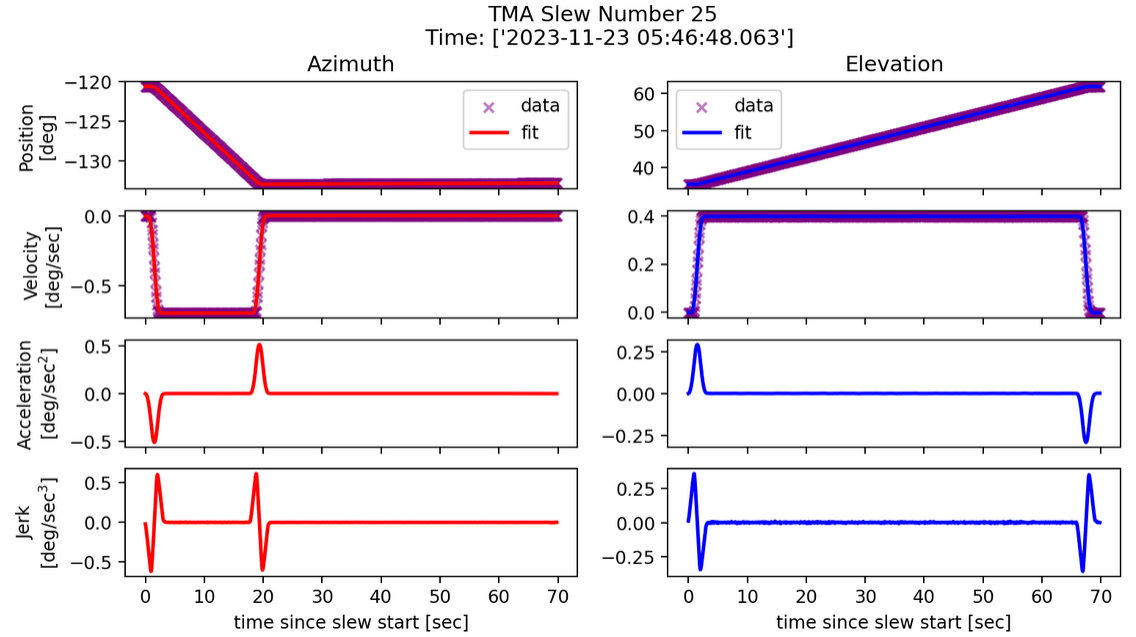 TMA Slew Number 25
Time: ['2023-11-23 05:46:48.063']
Azimuth
Position
[deg]
−120
−125
−130
data
fit
Velocity
[deg/sec]
0.0
−0.5
Acceleration
[deg/sec²]
0.5
0.0
−0.5
Jerk
[deg/sec³]
0.5
0.0
−0.5
0 10 20 30 40 50 60 70
time since slew start [sec]
Elevation
60
50
40
data
fit
0.4
0.2
0.0
0.25
0.00
−0.25
0.25
0.00
−0.25
0 10 20 30 40 50 60 70
time since slew start [sec]